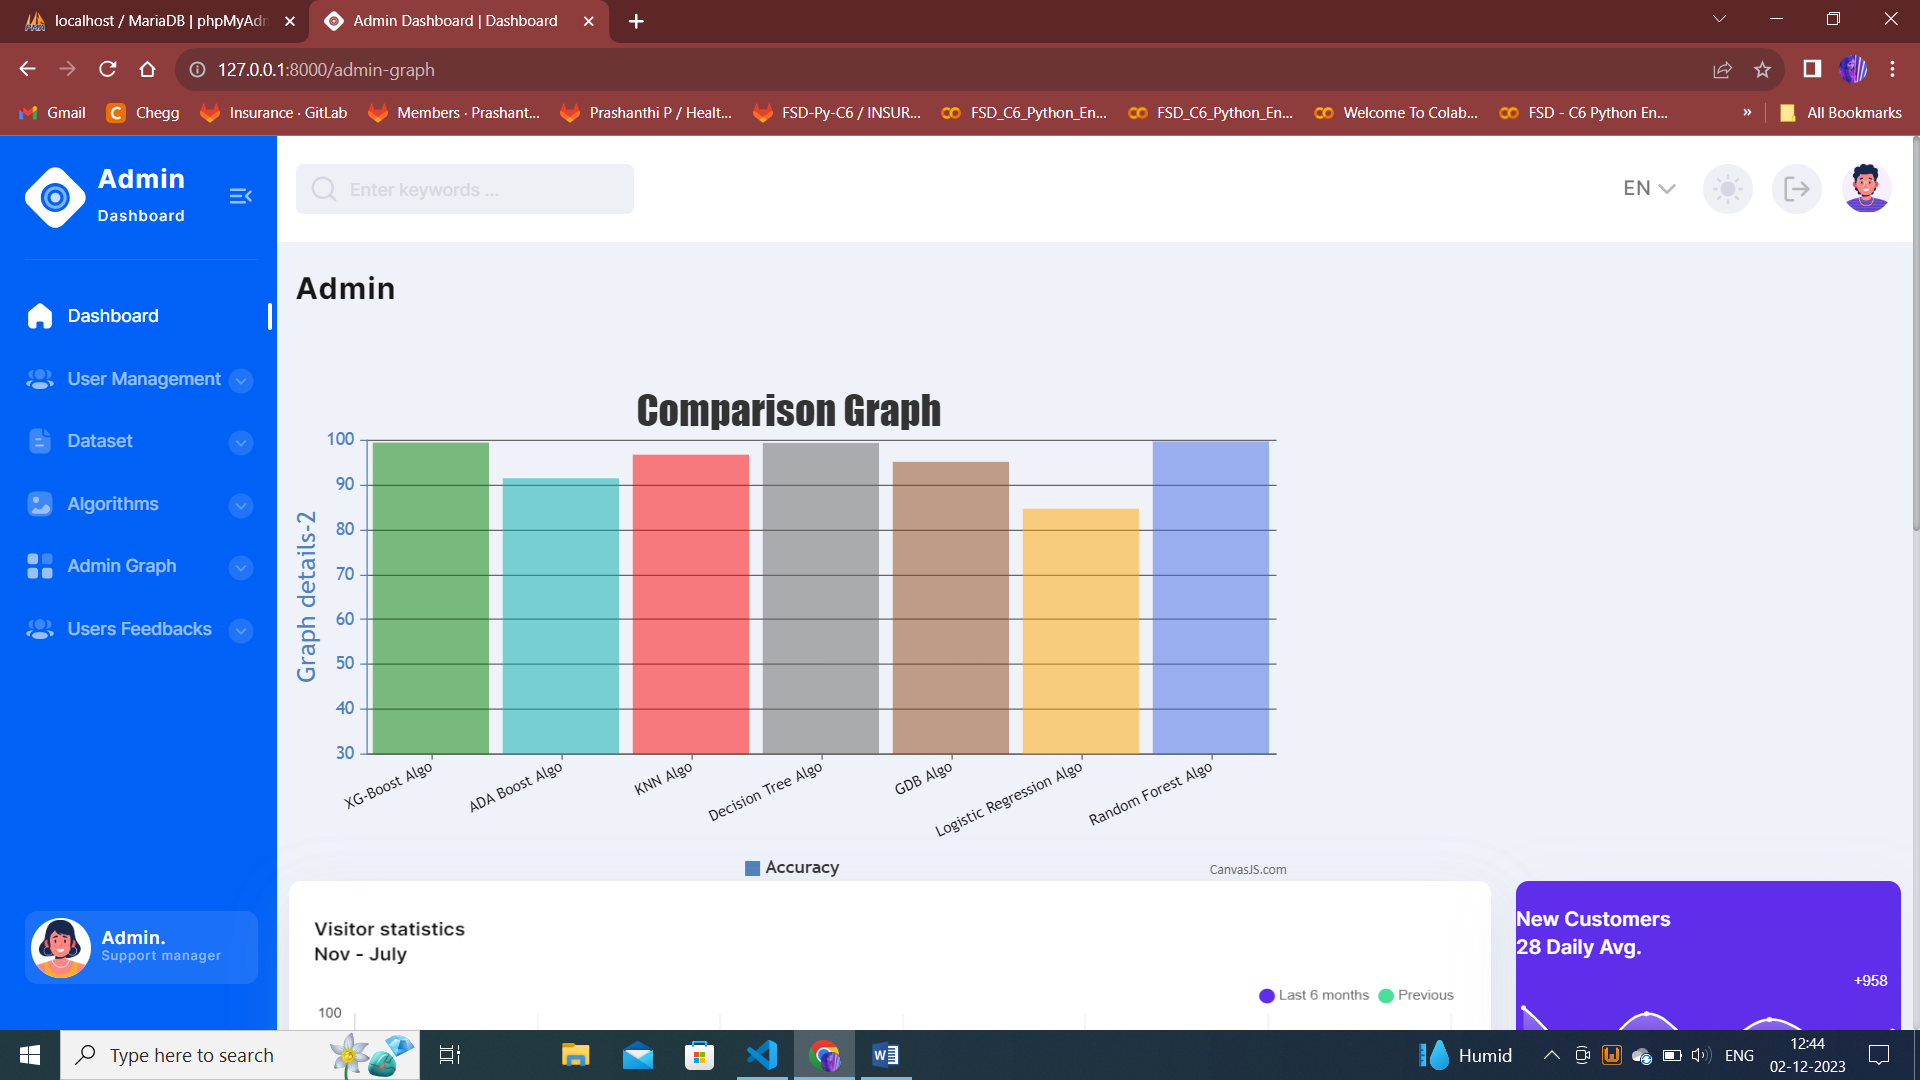 localhost / MariaDB | phpMyAdm
Admin Dashboard | Dashboard
127.0.0.1:8000/admin-graph
Gmail
Chegg
Insurance · GitLab
Members · Prashant...
Prashanthi P / Healt...
FSD-Py-C6 / INSUR...
FSD_C6_Python_En...
FSD_C6_Python_En...
Welcome To Colab...
FSD - C6 Python En...
»
All Bookmarks
Admin
Dashboard
Enter keywords ...
EN
Dashboard
User Management
Dataset
Algorithms
Admin Graph
Users Feedbacks
Admin.
Support manager
Admin
Comparison Graph
Graph details-2
100
90
80
70
60
50
40
30
XG-Boost Algo
ADA Boost Algo
KNN Algo
Decision Tree Algo
GDB Algo
Logistic Regression Algo
Random Forest Algo
Accuracy
CanvasJS.com
Visitor statistics
Nov - July
Last 6 months
Previous
100
New Customers
28 Daily Avg.
+958
Type here to search
Humid
ENG
12:44
02-12-2023